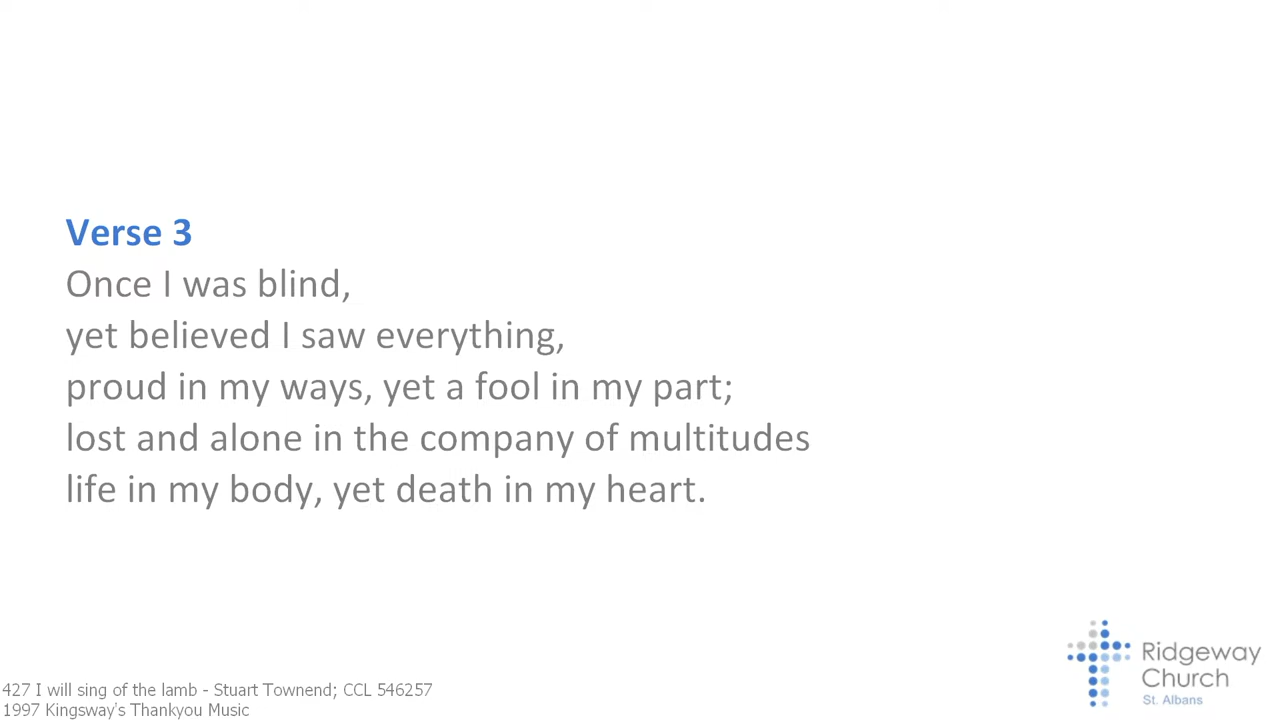 Verse 3
Once I was blind,
yet believed I saw everything,
proud in my ways, yet a fool in my part;
lost and alone in the company of multitudes
life in my body, yet death in my heart.
Ridgeway
Church
St. Albans
427 I will sing of the lamb - Stuart Townend; CCL 546257
1997 Kingsway's Thankyou Music